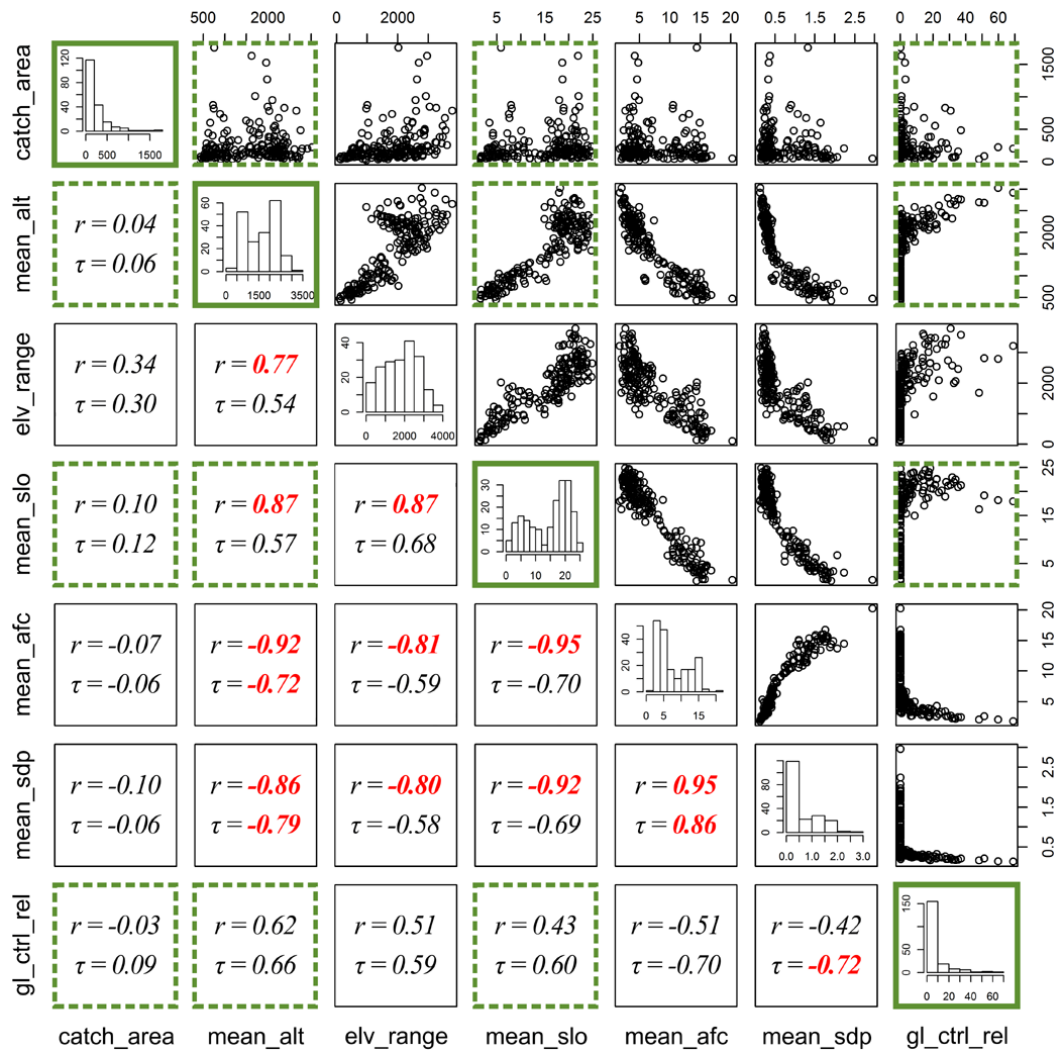 500 2000 0 2000 5 15 25 5 10 15 20 0.5 1.5 2.5 0 20 40 60
catch_area
0 40 80 120
0 500 1500
0 500 1500
mean_alt
r = 0.04
τ = 0.06
0 20 40 60
0 1500 3500
500 2000
elv_range
r = 0.34
τ = 0.30
r = 0.77
τ = 0.54
0 20 40
0 2000 4000
0 2000
mean_slo
r = 0.10
τ = 0.12
r = 0.87
τ = 0.57
r = 0.87
τ = 0.68
0 10 20 30
0 10 20
5 15 25
mean_afc
r = -0.07
τ = -0.06
r = -0.92
τ = -0.72
r = -0.81
τ = -0.59
r = -0.95
τ = -0.70
0 20 40
0 5 15
5 10 15 20
mean_sdp
r = -0.10
τ = -0.06
r = -0.86
τ = -0.79
r = -0.80
τ = -0.58
r = -0.92
τ = -0.69
r = 0.95
τ = 0.86
0 40 80
0.0 1.0 2.0 3.0
0.5 1.5 2.5
gl_ctrl_rel
r = -0.03
τ = 0.09
r = 0.62
τ = 0.66
r = 0.51
τ = 0.59
r = 0.43
τ = 0.60
r = -0.51
τ = -0.70
r = -0.42
τ = -0.72
0 50 100 150
0 20 40 60
catch_area mean_alt elv_range mean_slo mean_afc mean_sdp gl_ctrl_rel